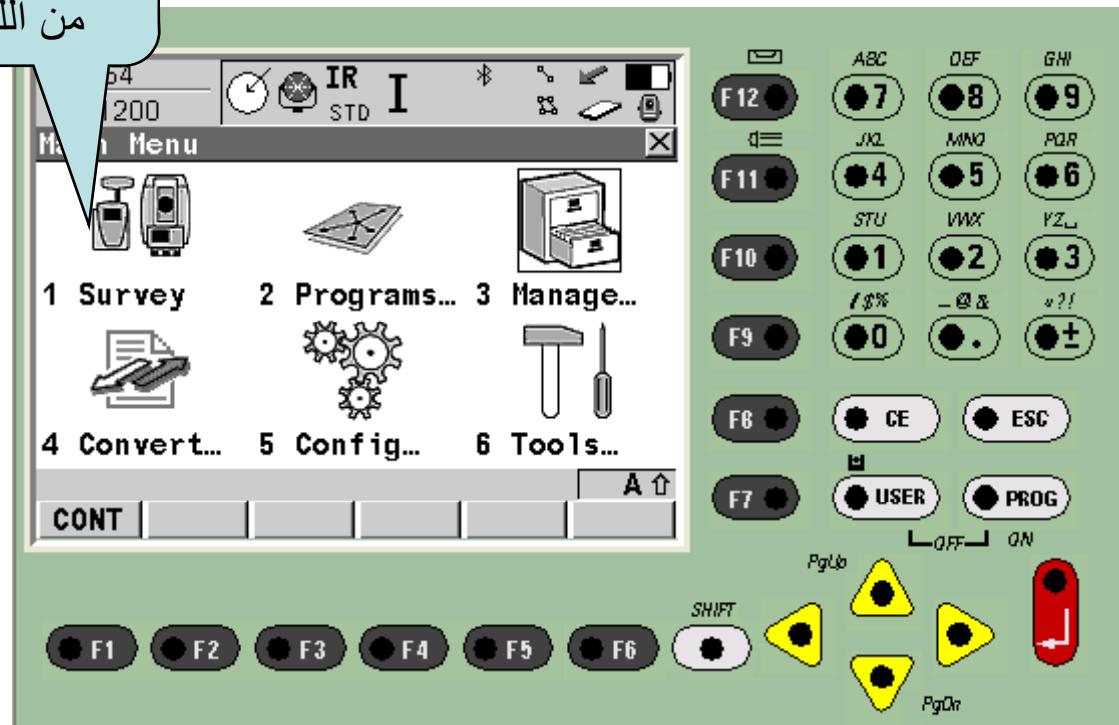 من
1200
IR
STD
I
Main Menu
1 Survey 2 Programs… 3 Manage…
4 Convert… 5 Config… 6 Tools…
A
CONT
ABC DEF GHI
F12 7 8 9
JKL MNO PQR
F11 4 5 6
STU VWX YZ␣
F10 1 2 3
/$% _@&  ?!
F9 0 . ±
F8 CE ESC
F7 USER PROG
OFF ON
PgUp
SHIFT
F1 F2 F3 F4 F5 F6
PgDn